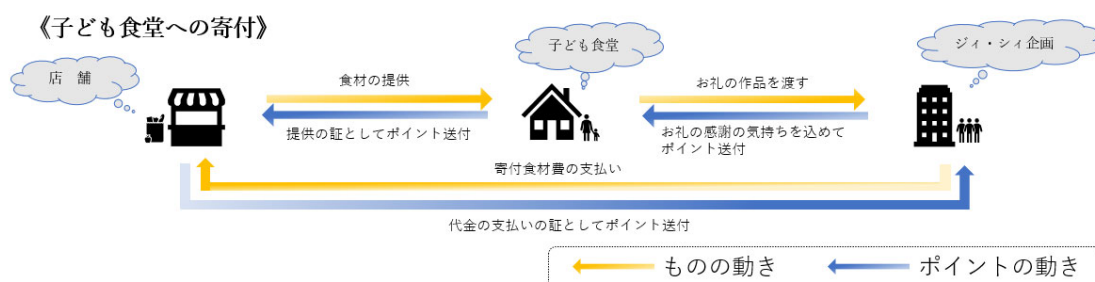 《子ども食堂への寄付》
店 舗
子ども食堂
ジィ・シィ企画
食材の提供
お礼の作品を渡す
提供の証としてポイント送付
お礼の感謝の気持ちを込めて
ポイント送付
寄付食材費の支払い
代金の支払いの証としてポイント送付
ものの動き
ポイントの動き